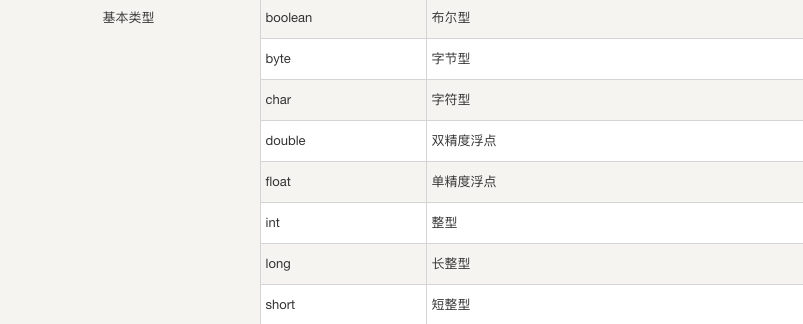 基本类型 boolean 布尔型
byte 字节型
char 字符型
double 双精度浮点
float 单精度浮点
int 整型
long 长整型
short 短整型